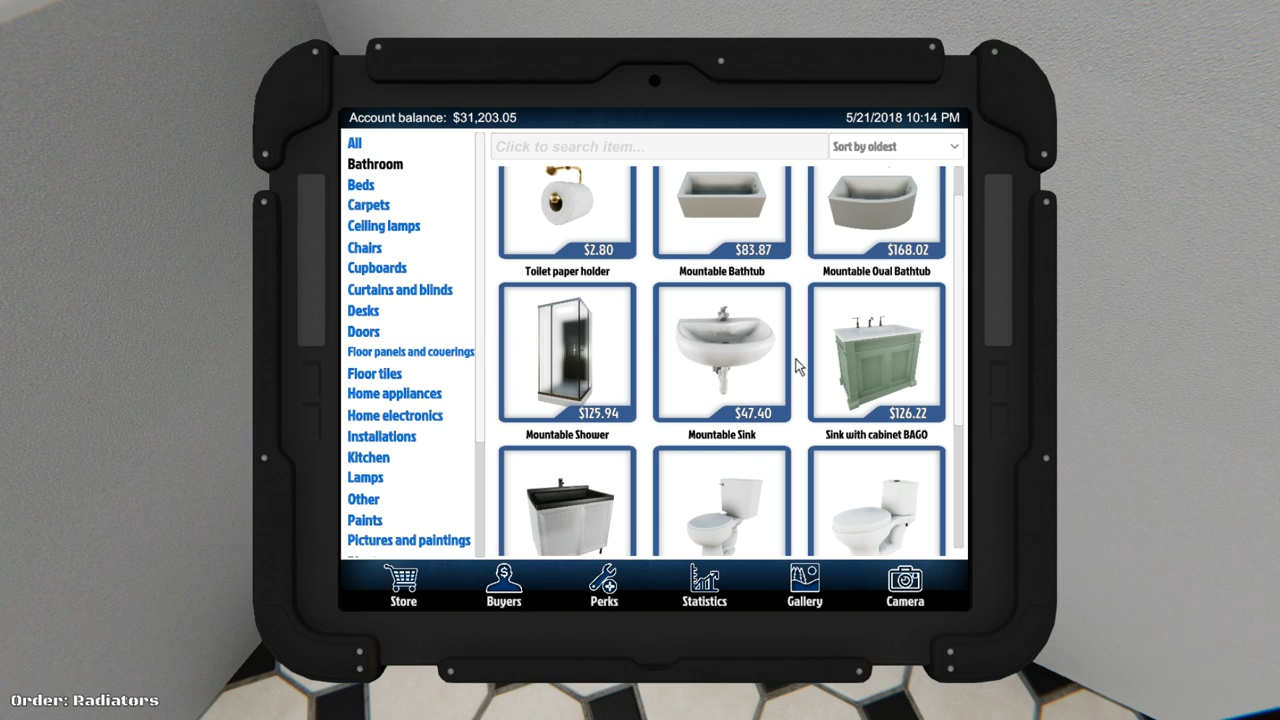 Account balance: $31,203.05
5/21/2018 10:14 PM
All
Bathroom
Beds
Carpets
Ceiling lamps
Chairs
Cupboards
Curtains and blinds
Desks
Doors
Floor panels and coverings
Floor tiles
Home appliances
Home electronics
Installations
Kitchen
Lamps
Other
Paints
Pictures and paintings
Click to search item...
Sort by oldest
$2.80
$83.87
$168.02
Toilet paper holder
Mountable Bathtub
Mountable Oval Bathtub
$125.94
$47.40
$126.22
Mountable Shower
Mountable Sink
Sink with cabinet BAGO
Store
Buyers
Perks
Statistics
Gallery
Camera
Order: Radiators